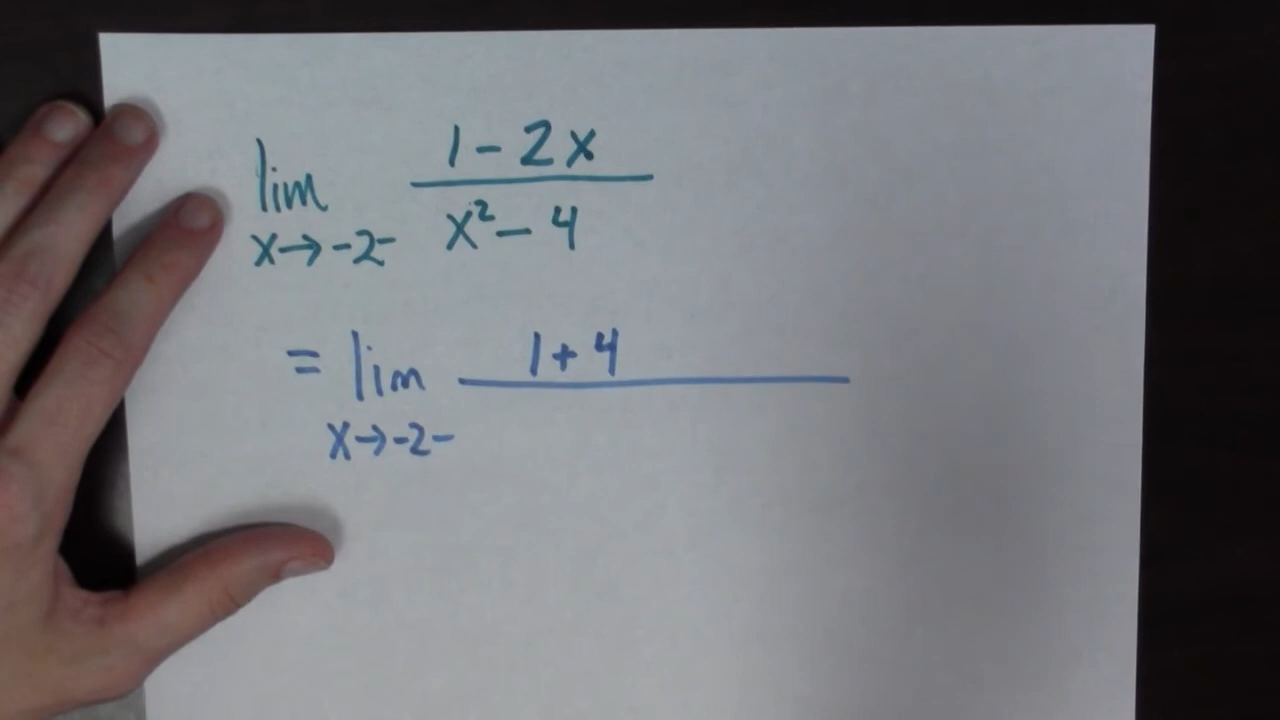 lim x→-2- 1-2x / x²-4
= lim x→-2- 1+4